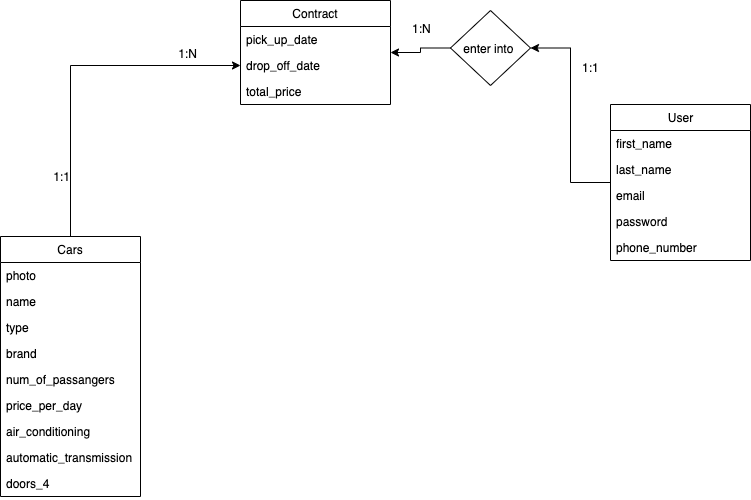 Contract
pick_up_date
drop_off_date
total_price
1:N
enter into
1:1
User
first_name
last_name
email
password
phone_number
1:N
1:1
Cars
photo
name
type
brand
num_of_passangers
price_per_day
air_conditioning
automatic_transmission
doors_4